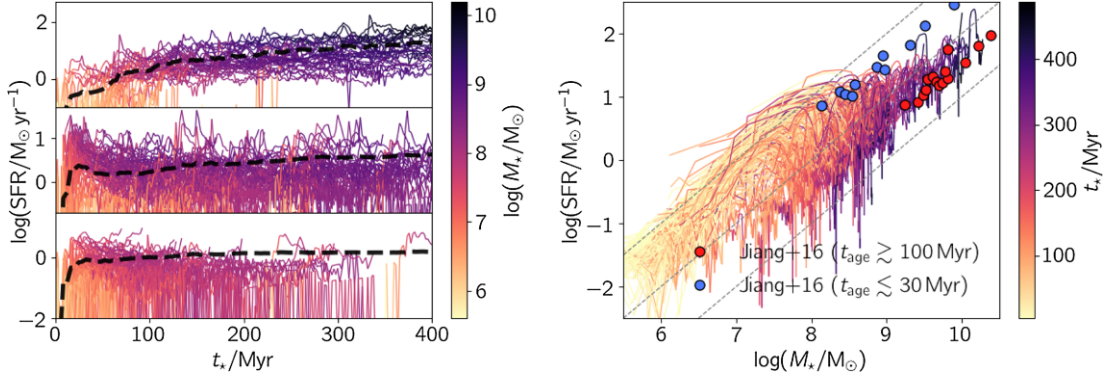 2
0
log(SFR/M⊙ yr⁻¹)
1
0
0
−2
0 100 200 300 400
t⋆/Myr
10
9
8
7
6
log(M⋆/M⊙)
2
1
0
−1
−2
log(SFR/M⊙ yr⁻¹)
Jiang+16 (t_age ≳ 100 Myr)
Jiang+16 (t_age ≲ 30 Myr)
6 7 8 9 10
log(M⋆/M⊙)
400
300
200
100
t⋆/Myr